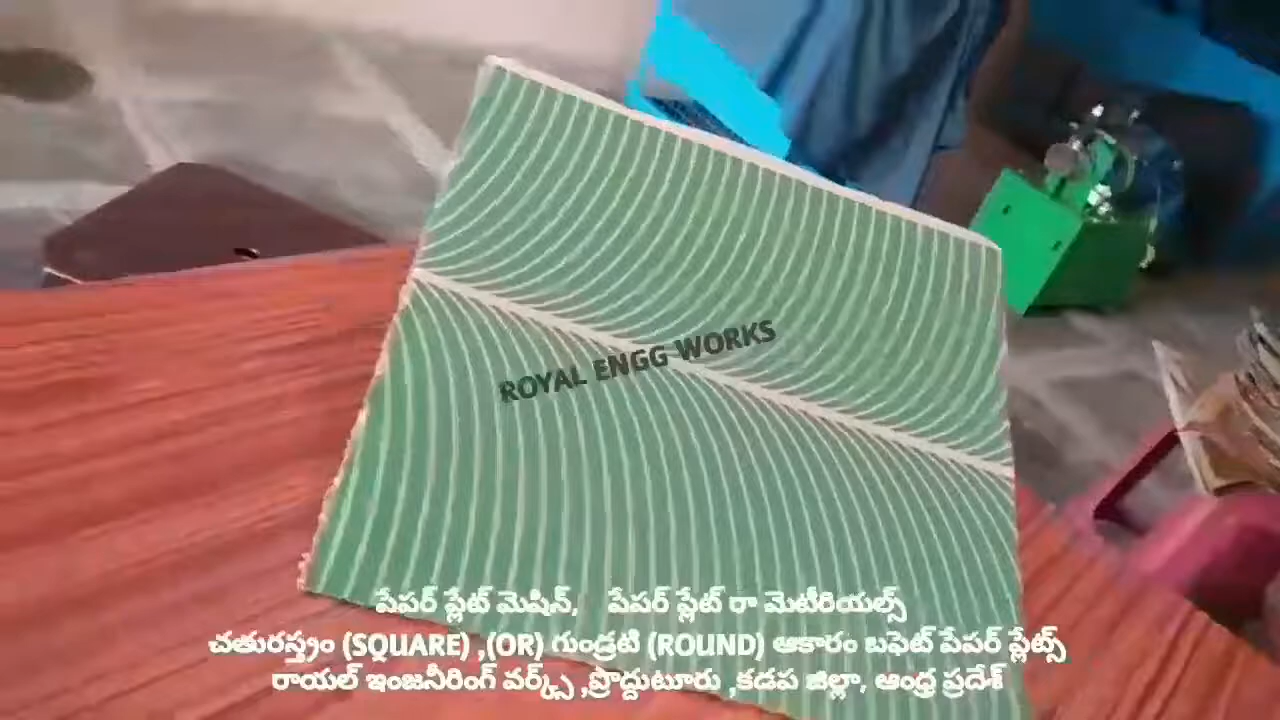 ROYAL ENGG WORKS
పేపర్ ప్లేట్ మెషిన్, పేపర్ ప్లేట్ రా మెటీరియల్స్
చతురస్త్రం (SQUARE) ,(OR) గుండ్రటి (ROUND) ఆకారం బఫెట్ పేపర్ ప్లేట్స్
రాయల్ ఇంజనీరింగ్ వర్క్స్ ,ప్రొద్దుటూరు ,కడప జిల్లా, ఆంధ్ర ప్రదేశ్